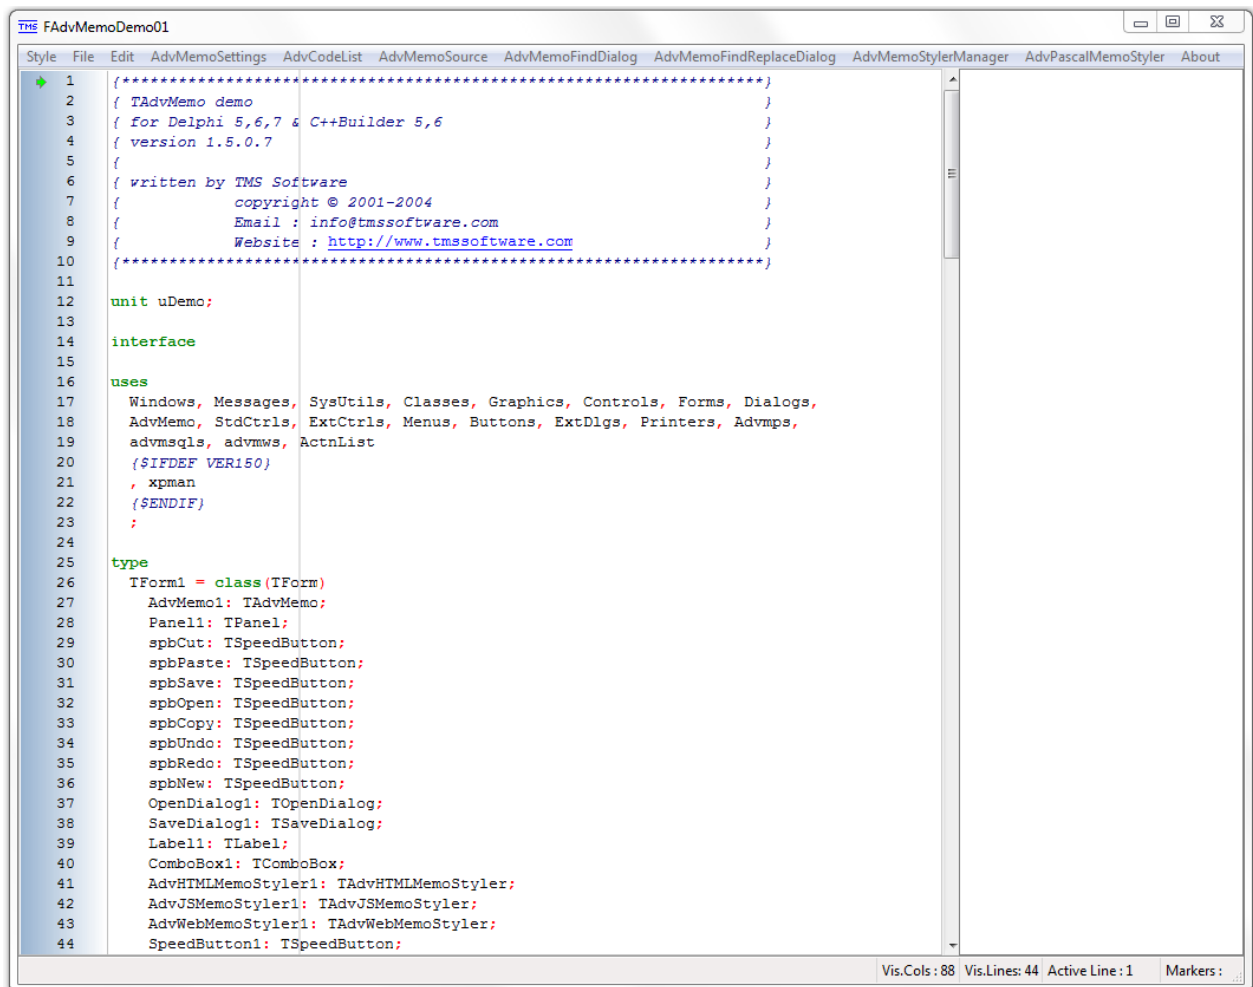 TMS FAdvMemoDemo01
Style File Edit AdvMemoSettings AdvCodeList AdvMemoSource AdvMemoFindDialog AdvMemoFindReplaceDialog AdvMemoStylerManager AdvPascalMemoStyler About
1 {********************************************************************}
2 { TAdvMemo demo }
3 { for Delphi 5,6,7 & C++Builder 5,6 }
4 { version 1.5.0.7 }
5 { }
6 { written by TMS Software }
7 { copyright © 2001-2004 }
8 { Email : info@tmssoftware.com }
9 { Website : http://www.tmssoftware.com }
10 {********************************************************************}
11
12 unit uDemo;
13
14 interface
15
16 uses
17 Windows, Messages, SysUtils, Classes, Graphics, Controls, Forms, Dialogs,
18 AdvMemo, StdCtrls, ExtCtrls, Menus, Buttons, ExtDlgs, Printers, Advmps,
19 advmsqls, advmws, ActnList
20 {$IFDEF VER150}
21 , xpman
22 {$ENDIF}
23 ;
24
25 type
26 TForm1 = class(TForm)
27 AdvMemo1: TAdvMemo;
28 Panel1: TPanel;
29 spbCut: TSpeedButton;
30 spbPaste: TSpeedButton;
31 spbSave: TSpeedButton;
32 spbOpen: TSpeedButton;
33 spbCopy: TSpeedButton;
34 spbUndo: TSpeedButton;
35 spbRedo: TSpeedButton;
36 spbNew: TSpeedButton;
37 OpenDialog1: TOpenDialog;
38 SaveDialog1: TSaveDialog;
39 Label1: TLabel;
40 ComboBox1: TComboBox;
41 AdvHTMLMemoStyler1: TAdvHTMLMemoStyler;
42 AdvJSMemoStyler1: TAdvJSMemoStyler;
43 AdvWebMemoStyler1: TAdvWebMemoStyler;
44 SpeedButton1: TSpeedButton;
Vis.Cols : 88 Vis.Lines: 44 Active Line : 1 Markers :